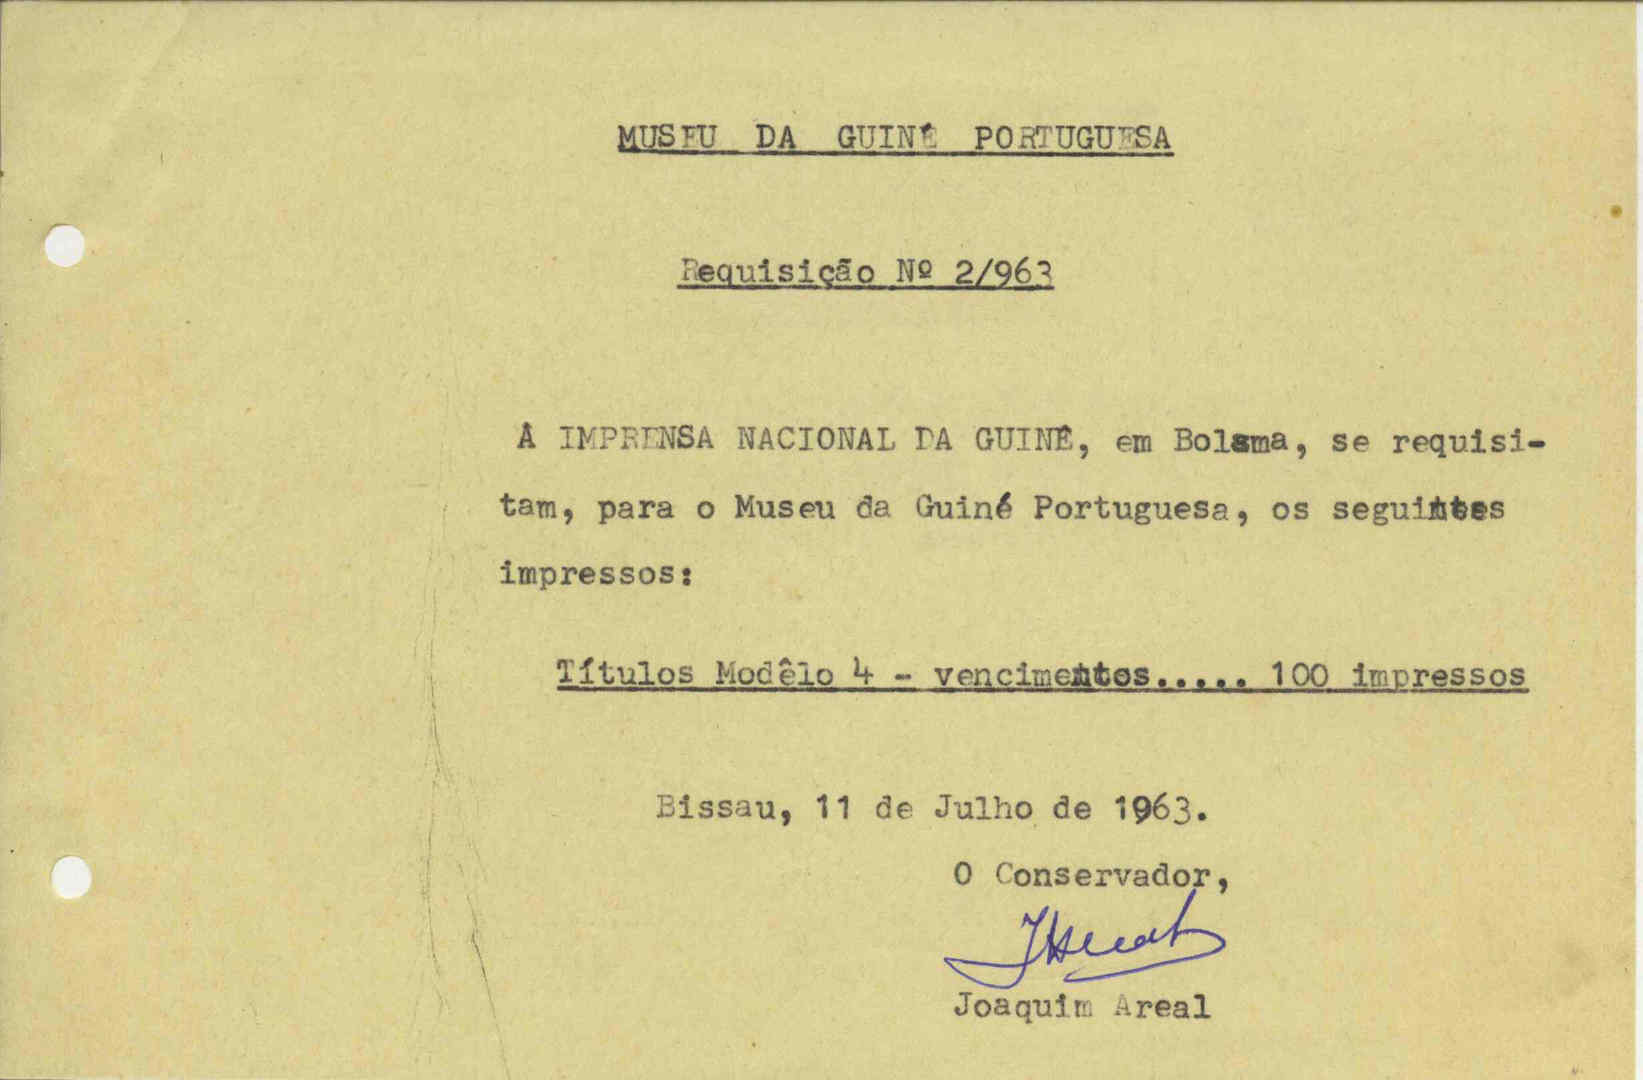 MUSEU DA GUINÉ PORTUGUESA
Requisição Nº 2/963
À IMPRENSA NACIONAL DA GUINÉ, em Bolama, se requisi-
tam, para o Museu da Guiné Portuguesa, os seguintes
impressos:
Títulos Modêlo 4 - vencimentos..... 100 impressos
Bissau, 11 de Julho de 1963.
O Conservador,
JAreal
Joaquim Areal